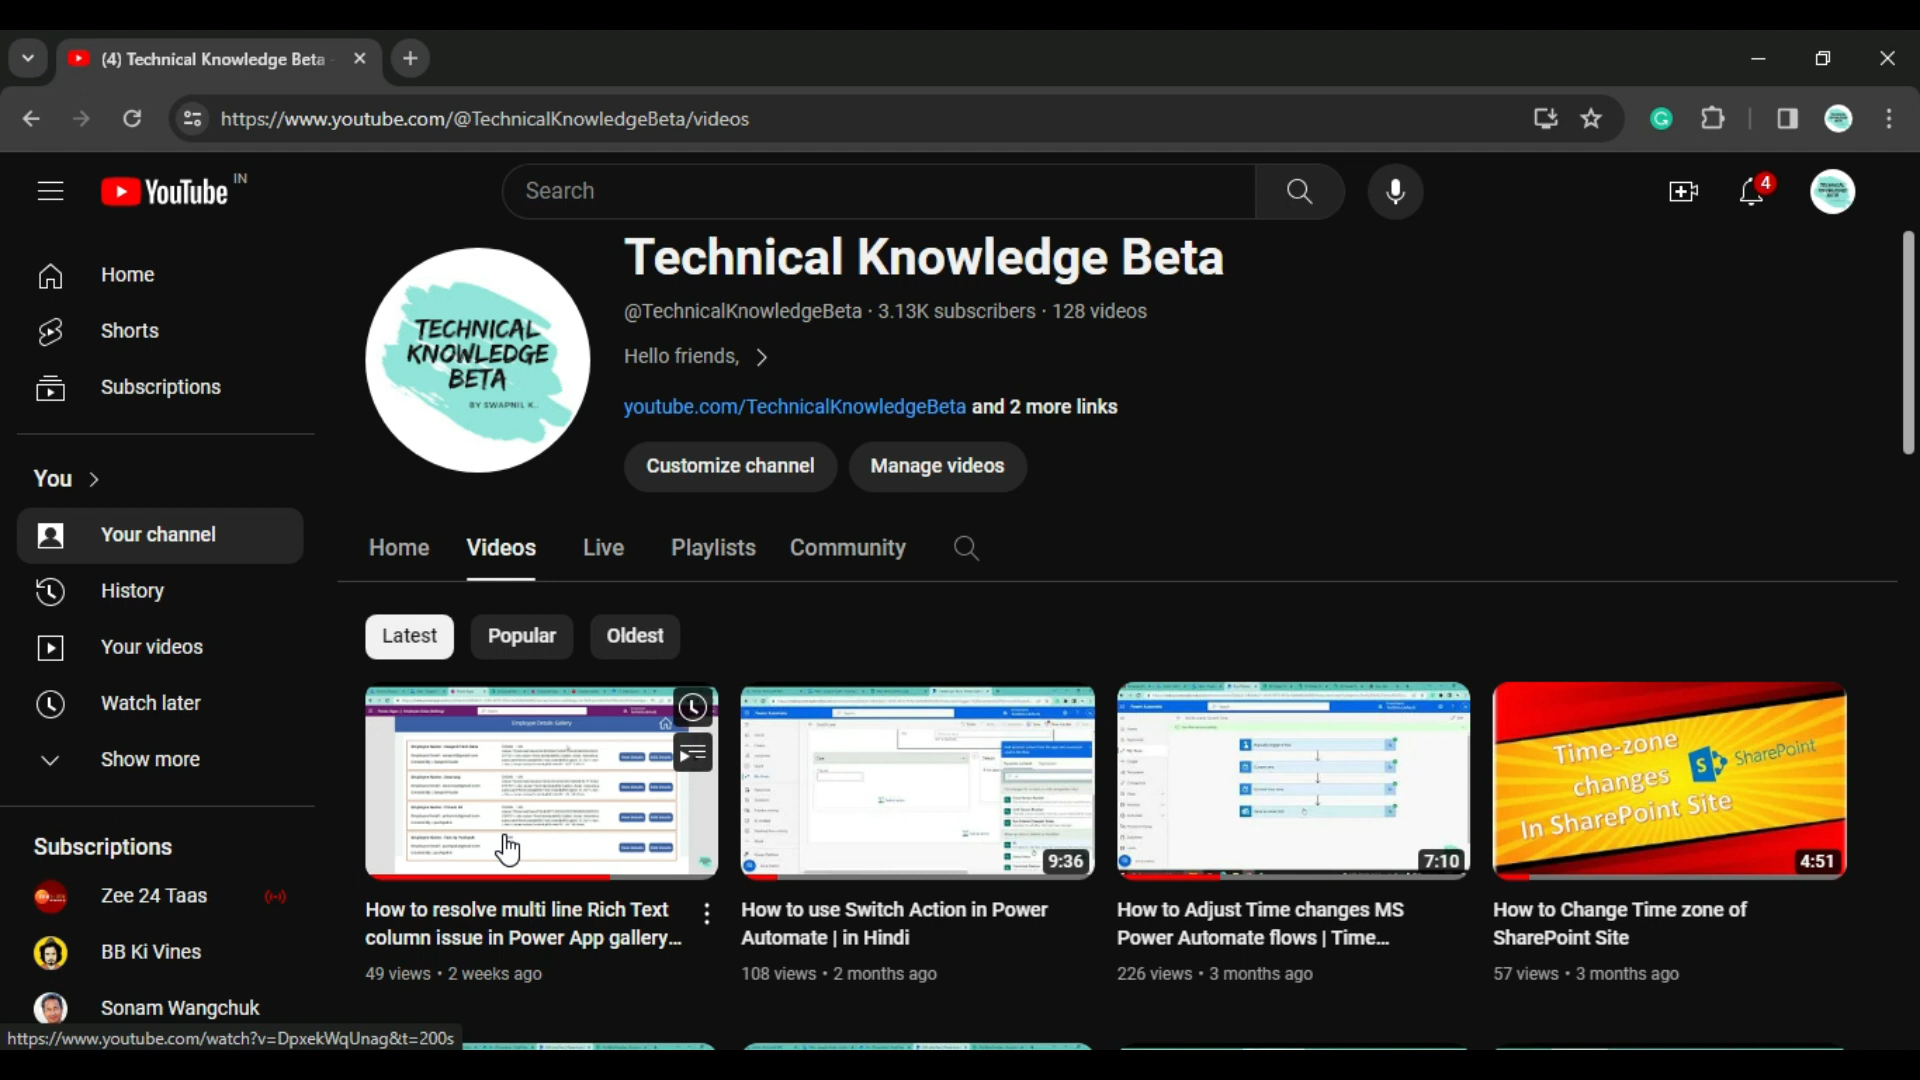 (4) Technical Knowledge Beta -
https://www.youtube.com/@TechnicalKnowledgeBeta/videos
YouTube IN
Search
4
Home
Shorts
Subscriptions
You
Your channel
History
Your videos
Watch later
Show more
Subscriptions
Zee 24 Taas
BB Ki Vines
Sonam Wangchuk
https://www.youtube.com/watch?v=DpxekWqUnag&t=200s
TECHNICAL
KNOWLEDGE
BETA
BY SWAPNIL K..
Technical Knowledge Beta
@TechnicalKnowledgeBeta · 3.13K subscribers · 128 videos
Hello friends,
youtube.com/TechnicalKnowledgeBeta and 2 more links
Customize channel
Manage videos
Home
Videos
Live
Playlists
Community
Latest
Popular
Oldest
Employee Details Gallery
9:36
7:10
Time-zone
changes
In SharePoint Site
S SharePoint
4:51
How to resolve multi line Rich Text
column issue in Power App gallery...
49 views • 2 weeks ago
How to use Switch Action in Power
Automate | in Hindi
108 views • 2 months ago
How to Adjust Time changes MS
Power Automate flows | Time...
226 views • 3 months ago
How to Change Time zone of
SharePoint Site
57 views • 3 months ago